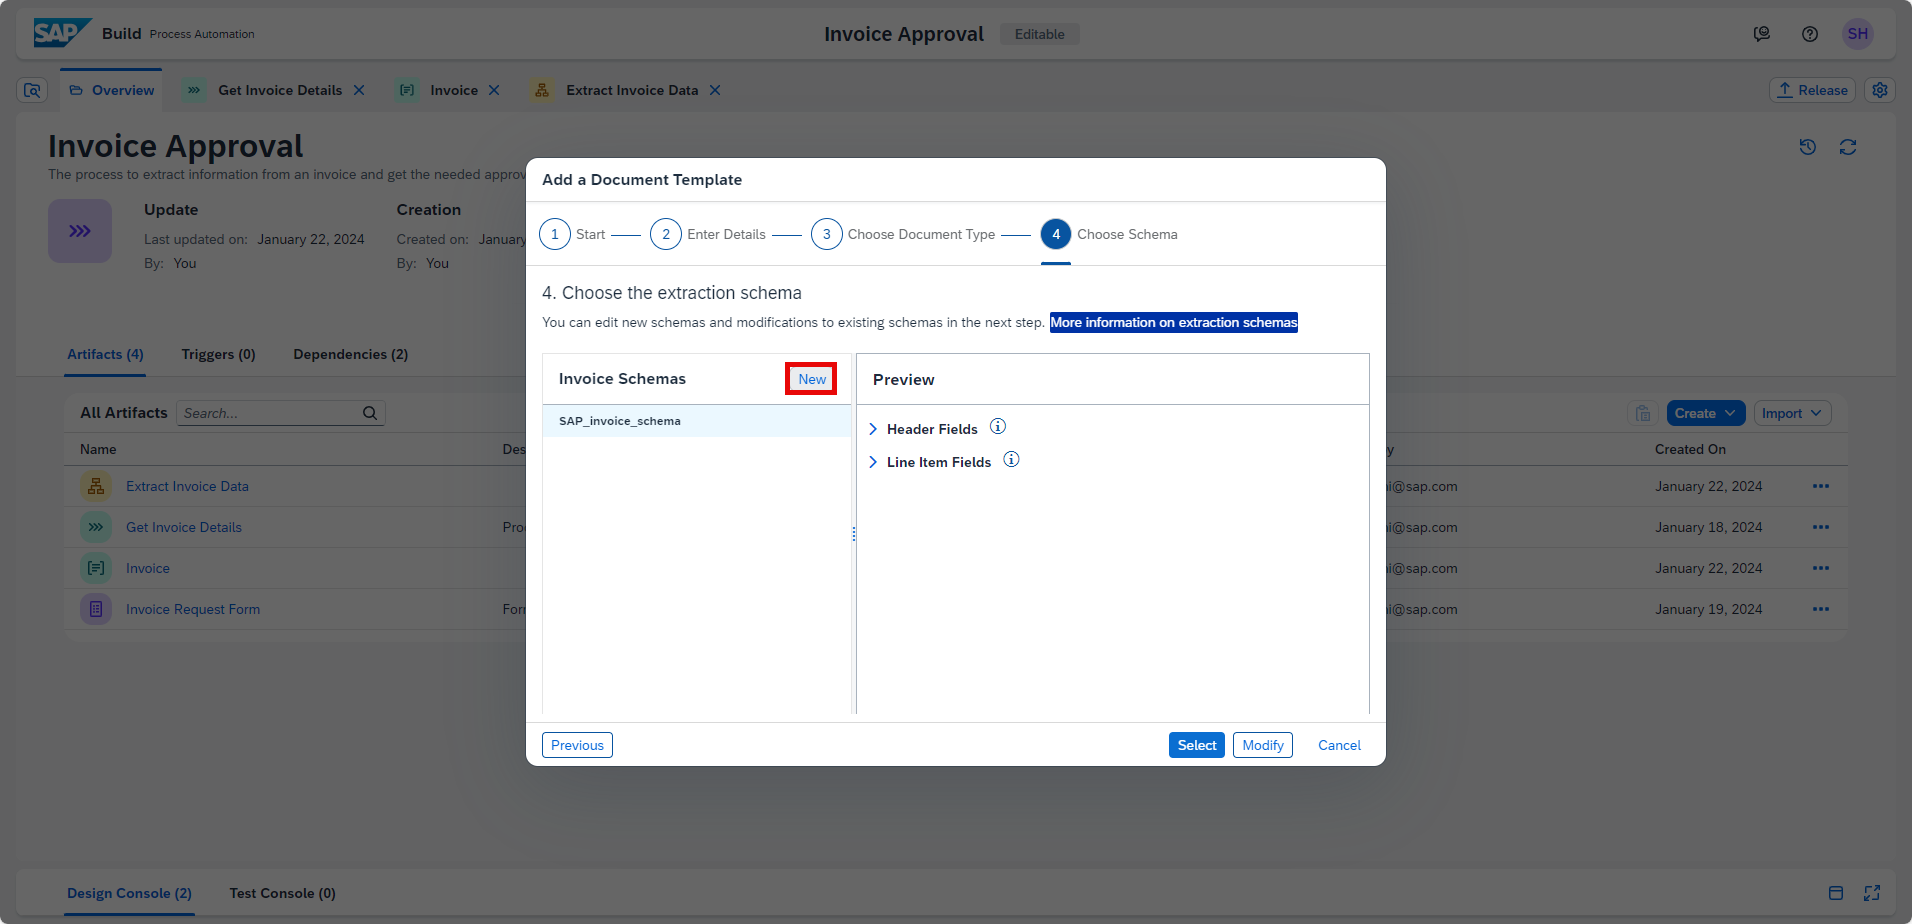 SAP Build Process Automation
Invoice Approval Editable
SH
Overview Get Invoice Details Invoice Extract Invoice Data
Release
Invoice Approval
The process to extract information from an invoice and get the needed
Update
Last updated on: January 22, 2024
By: You
Creation
Created on:
By: You
Artifacts (4) Triggers (0) Dependencies (2)
All Artifacts Search... Create Import
Name Created On
Extract Invoice Data i@sap.com January 22, 2024
Get Invoice Details i@sap.com January 18, 2024
Invoice i@sap.com January 22, 2024
Invoice Request Form i@sap.com January 19, 2024
Add a Document Template
1 Start 2 Enter Details 3 Choose Document Type 4 Choose Schema
4. Choose the extraction schema
You can edit new schemas and modifications to existing schemas in the next step. More information on extraction schemas
Invoice Schemas New
SAP_invoice_schema
Preview
Header Fields
Line Item Fields
Previous Select Modify Cancel
Design Console (2) Test Console (0)